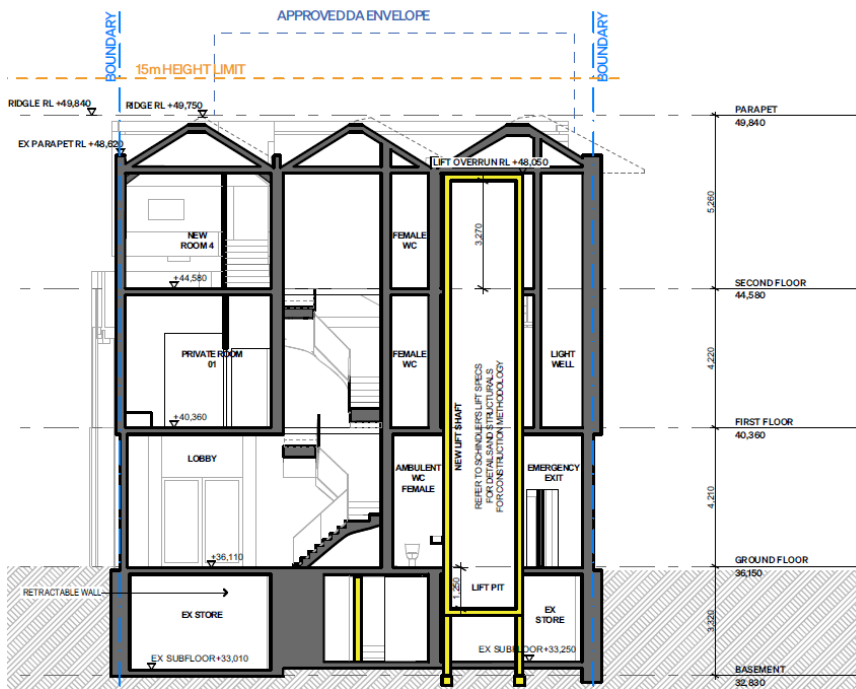 APPROVED DA ENVELOPE
BOUNDARY
BOUNDARY
15m HEIGHT LIMIT
RIDGLE RL +49,840
RIDGE RL +49,750
PARAPET
49,840
EX PARAPET RL +48,620
LIFT OVERRUN RL +48,050
5,260
3,270
NEW
ROOM 4
FEMALE
WC
+44,580
SECOND FLOOR
44,580
PRIVATE ROOM
01
FEMALE
WC
LIGHT
WELL
4,220
NEW LIFT SHAFT
REFER TO SCHINDLER'S LIFT SPECS
FOR DETAILS AND STRUCTURALS
FOR CONSTRUCTION METHODOLOGY
+40,360
FIRST FLOOR
40,360
LOBBY
AMBULENT
WC
FEMALE
EMERGENCY
EXIT
4,210
+36,110
GROUND FLOOR
36,150
RETRACTABLE WALL
1,250
LIFT PIT
EX STORE
EX
STORE
3,320
EX SUBFLOOR +33,010
EX SUBFLOOR +33,250
BASEMENT
32,830